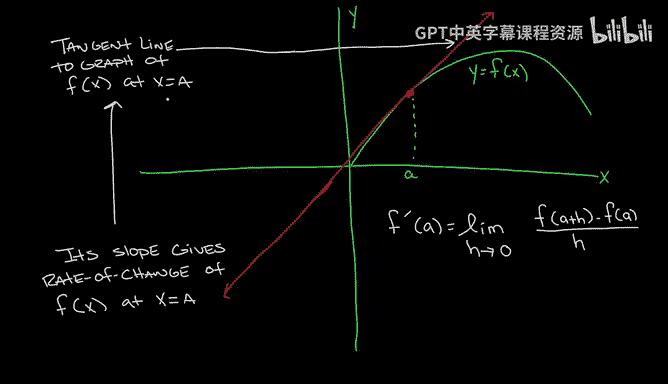 GPT中英字幕课程资源 bilibili
TANGENT LINE
TO GRAPH OF
f(x) at x=A
y
y=f(x)
a
x
f'(a) = lim h→0 f(a+h)-f(a) / h
ITS SLOPE GIVES
RATE-OF-CHANGE OF
f(x) at x=A